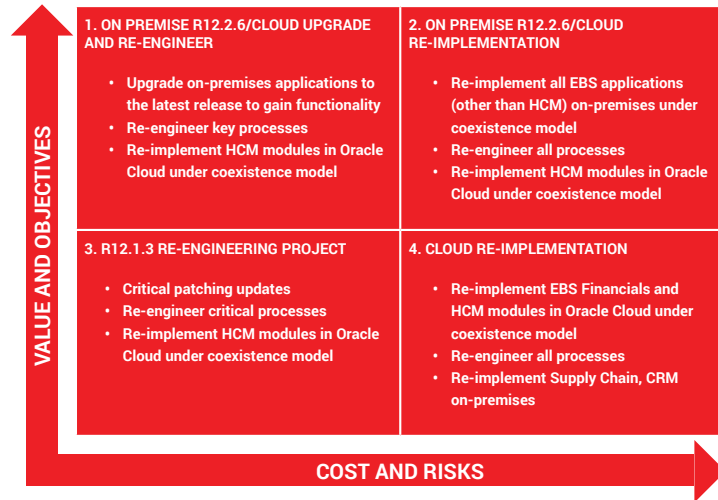 VALUE AND OBJECTIVES
1. ON PREMISE R12.2.6/CLOUD UPGRADE
AND RE-ENGINEER
• Upgrade on-premises applications to
the latest release to gain functionality
• Re-engineer key processes
• Re-implement HCM modules in Oracle
Cloud under coexistence model
2. ON PREMISE R12.2.6/CLOUD
RE-IMPLEMENTATION
• Re-implement all EBS applications
(other than HCM) on-premises under
coexistence model
• Re-engineer all processes
• Re-implement HCM modules in Oracle
Cloud under coexistence model
3. R12.1.3 RE-ENGINEERING PROJECT
• Critical patching updates
• Re-engineer critical processes
• Re-implement HCM modules in Oracle
Cloud under coexistence model
4. CLOUD RE-IMPLEMENTATION
• Re-implement EBS Financials and
HCM modules in Oracle Cloud under
coexistence model
• Re-engineer all processes
• Re-implement Supply Chain, CRM
on-premises
COST AND RISKS